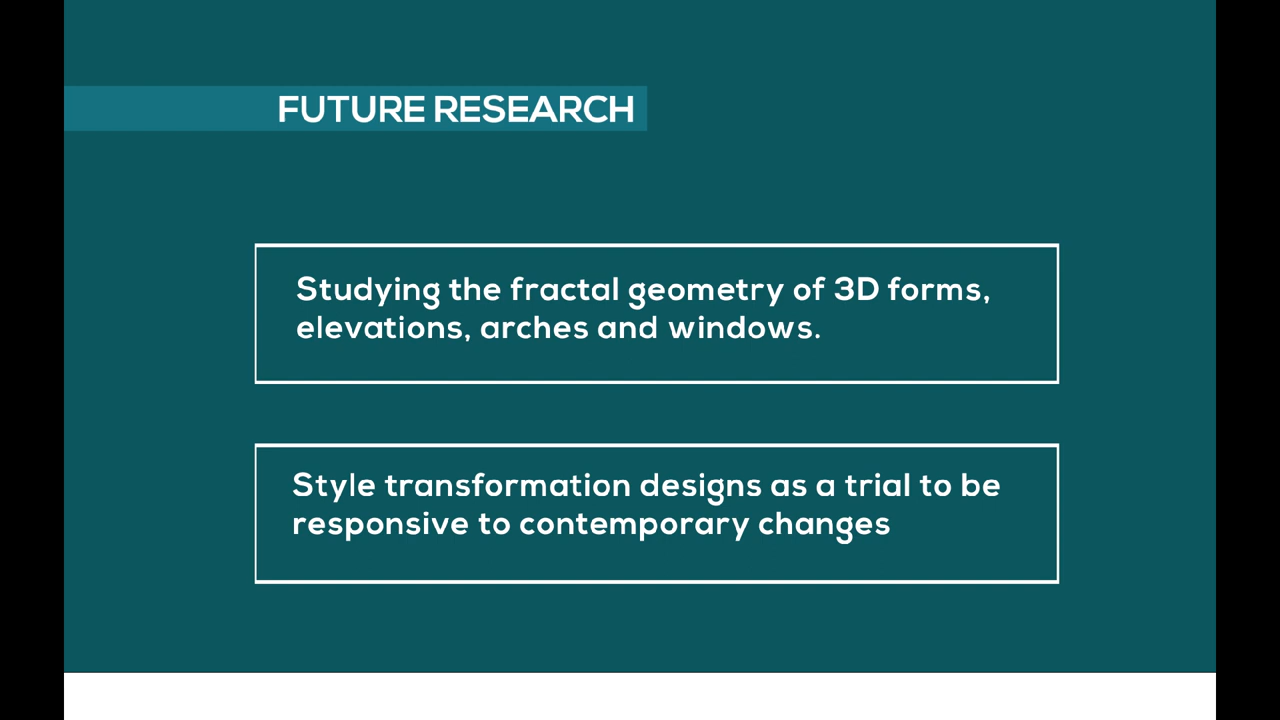 FUTURE RESEARCH
Studying the fractal geometry of 3D forms,
elevations, arches and windows.
Style transformation designs as a trial to be
responsive to contemporary changes